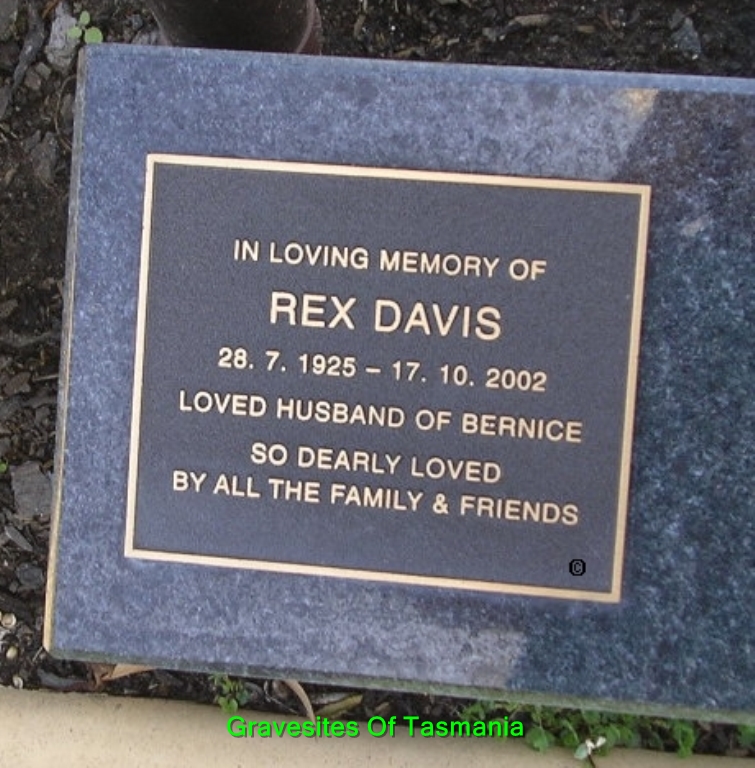 IN LOVING MEMORY OF
REX DAVIS
28. 7. 1925 – 17. 10. 2002
LOVED HUSBAND OF BERNICE
SO DEARLY LOVED
BY ALL THE FAMILY & FRIENDS
©
Gravesites Of Tasmania